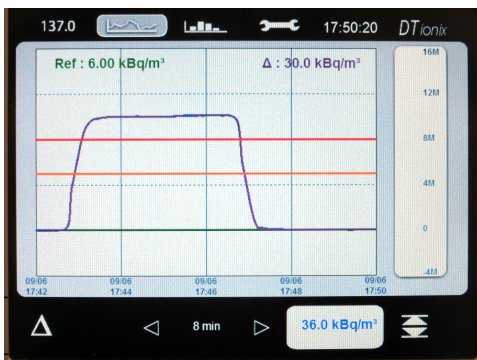 137.0 17:50:20 DTionix
Ref : 6.00 kBq/m³ Δ : 30.0 kBq/m³
16M
12M
8M
4M
0
-4M
09/06 09/06 09/06 09/06 09/06
17:42 17:44 17:46 17:48 17:50
Δ 8 min 36.0 kBq/m³